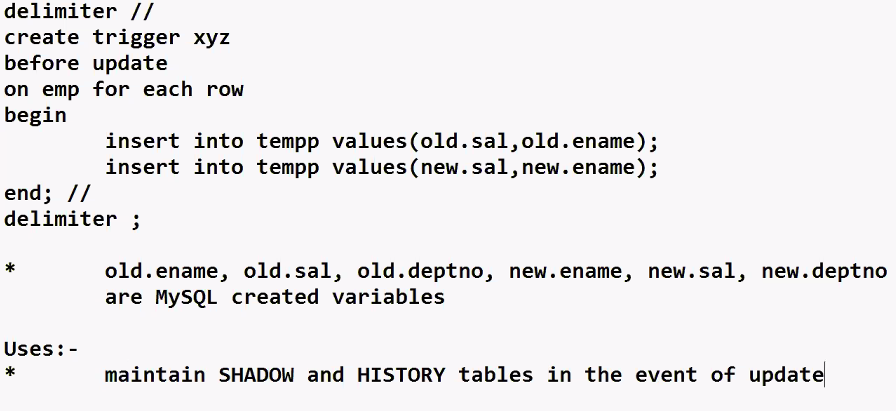 delimiter //
create trigger xyz
before update
on emp for each row
begin
insert into tempp values(old.sal,old.ename);
insert into tempp values(new.sal,new.ename);
end; //
delimiter ;
* old.ename, old.sal, old.deptno, new.ename, new.sal, new.deptno
are MySQL created variables
Uses:-
* maintain SHADOW and HISTORY tables in the event of update